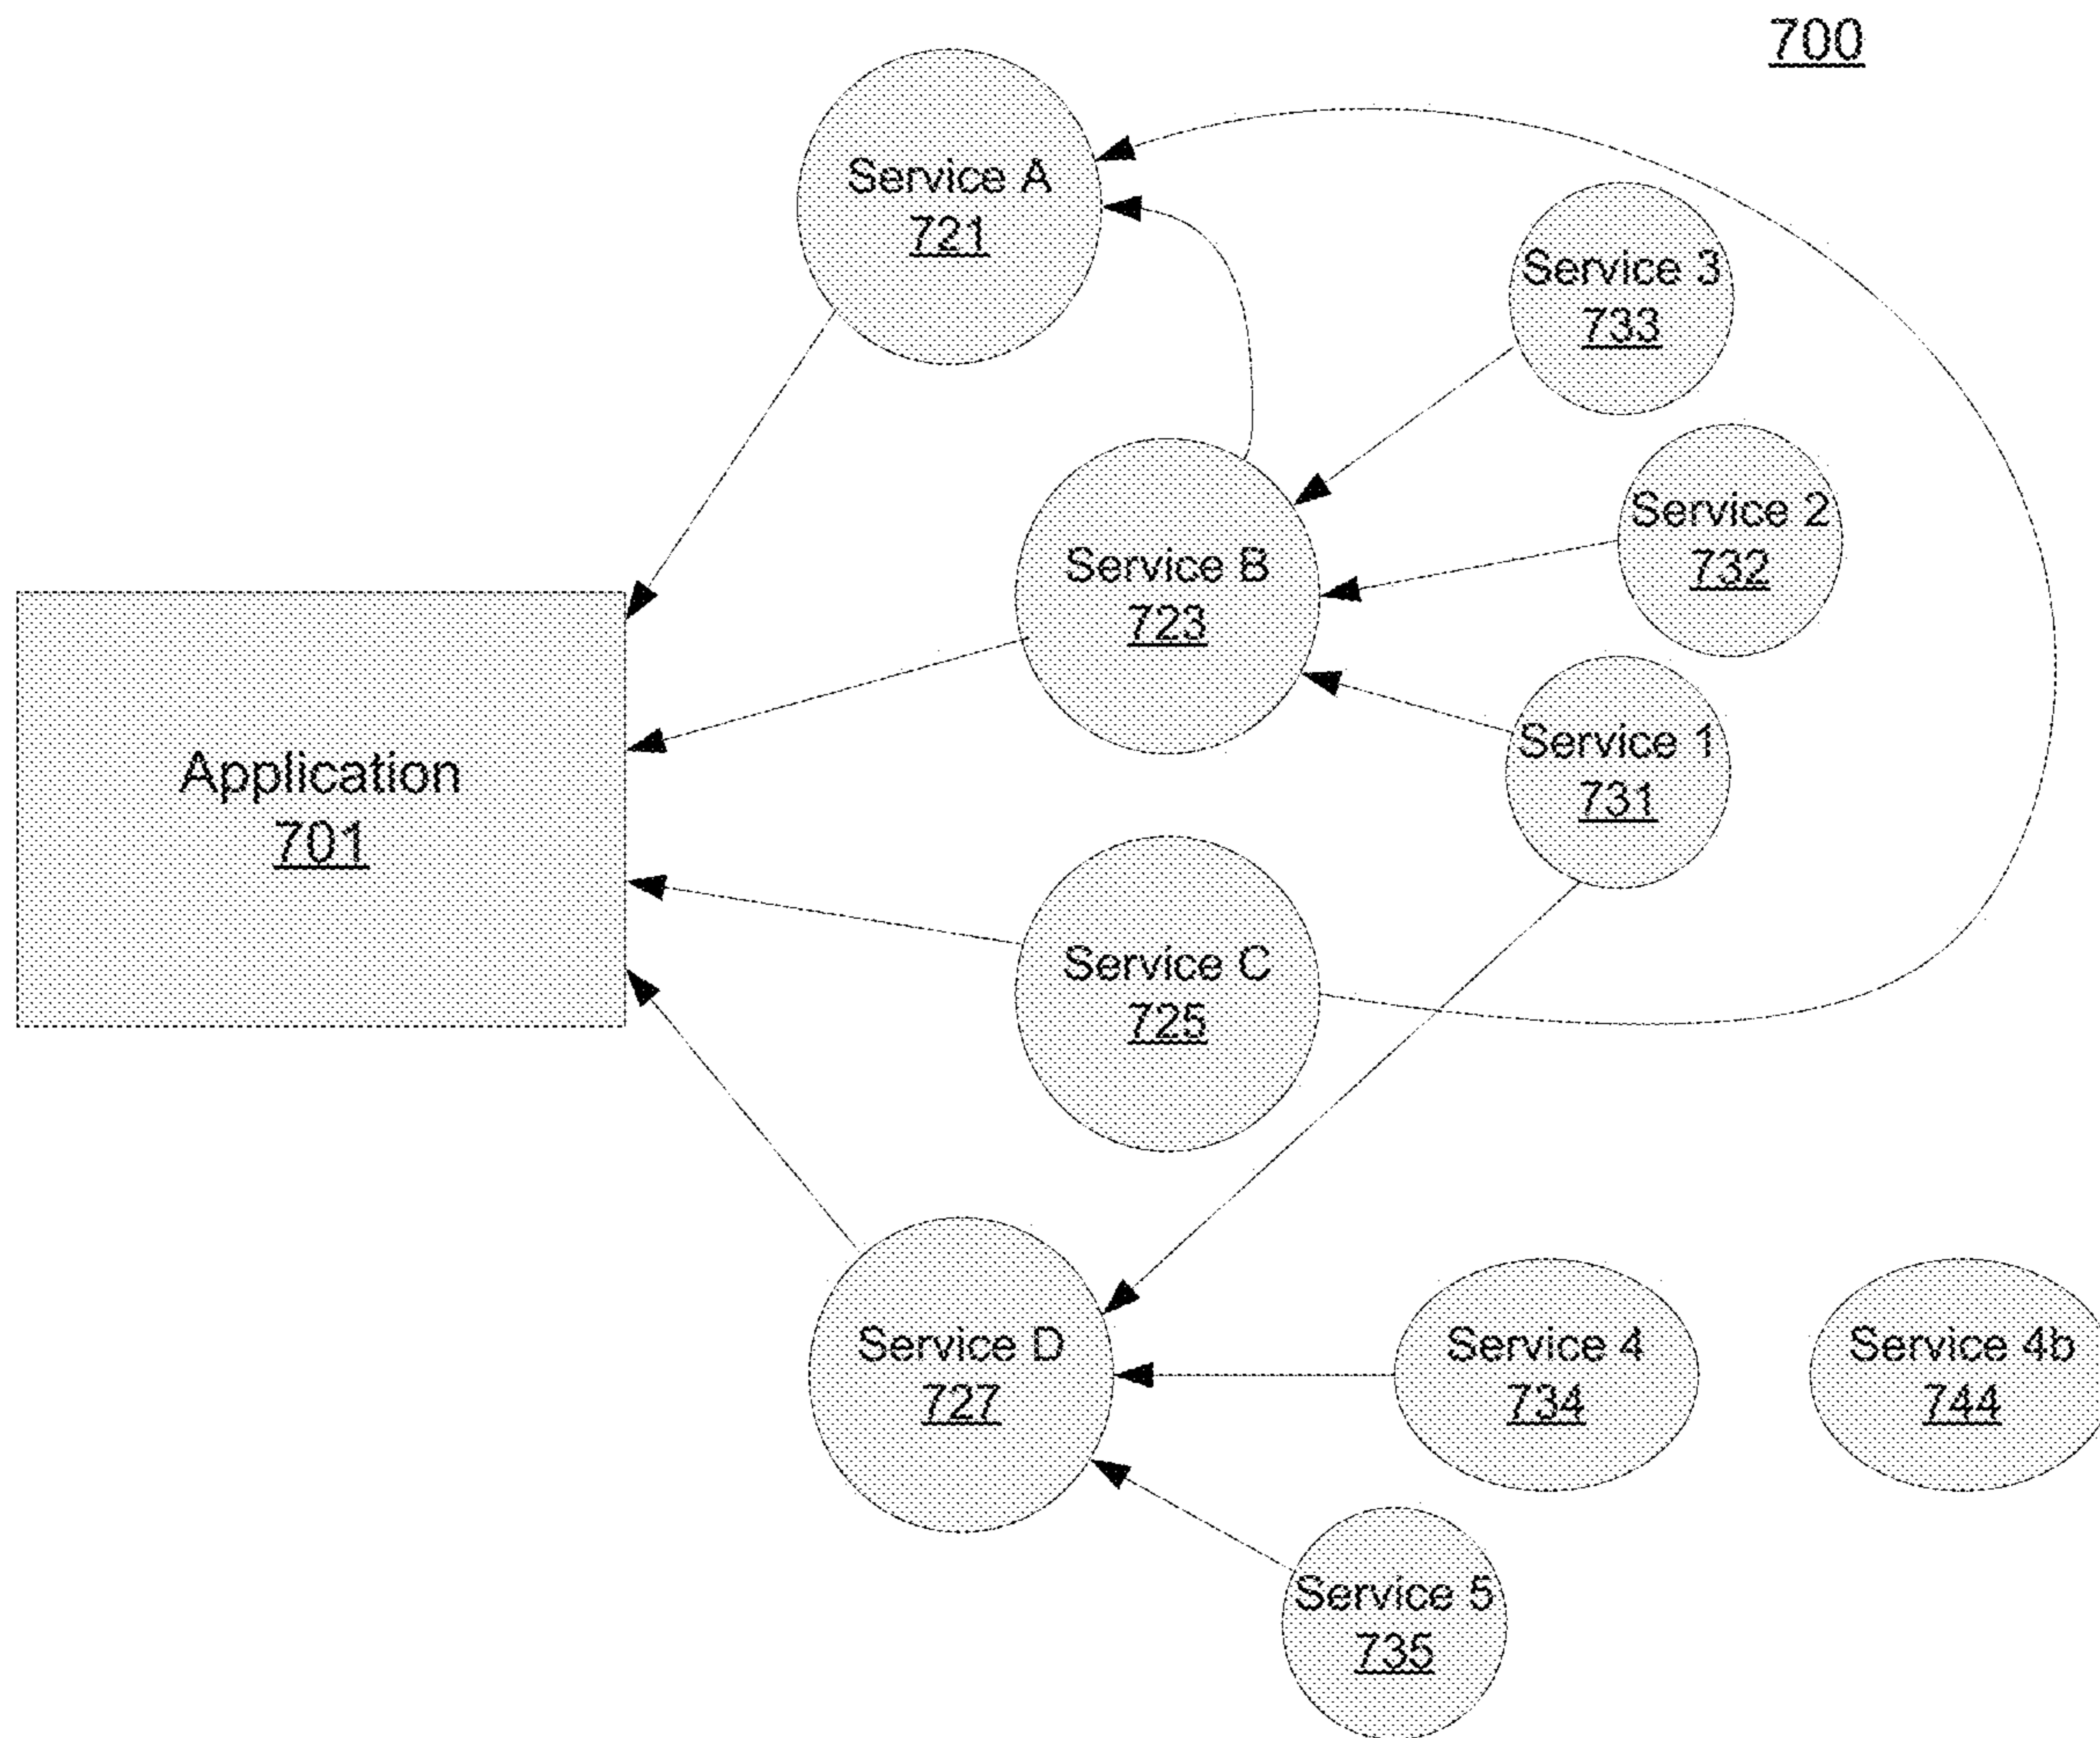 700
Service A
721
Service 3
733
Service 2
732
Service B
723
Service 1
731
Application
701
Service C
725
Service D
727
Service 4
734
Service 4b
744
Service 5
735